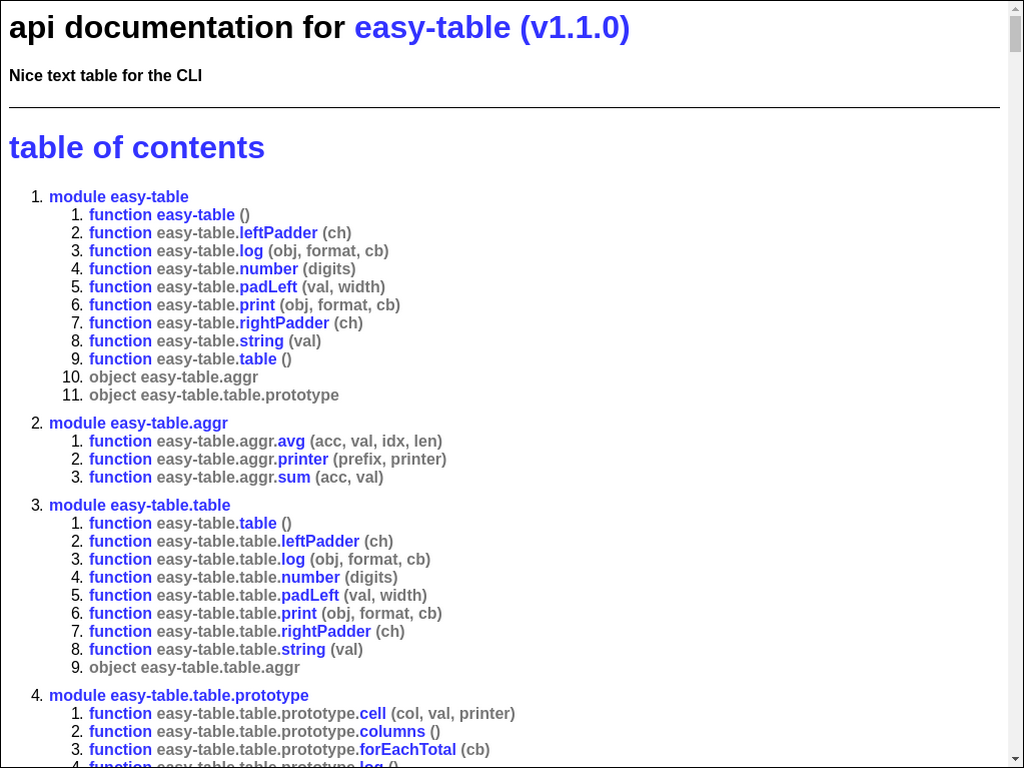 api documentation for easy-table (v1.1.0)
Nice text table for the CLI
table of contents
1. module easy-table
1. function easy-table ()
2. function easy-table.leftPadder (ch)
3. function easy-table.log (obj, format, cb)
4. function easy-table.number (digits)
5. function easy-table.padLeft (val, width)
6. function easy-table.print (obj, format, cb)
7. function easy-table.rightPadder (ch)
8. function easy-table.string (val)
9. function easy-table.table ()
10. object easy-table.aggr
11. object easy-table.table.prototype
2. module easy-table.aggr
1. function easy-table.aggr.avg (acc, val, idx, len)
2. function easy-table.aggr.printer (prefix, printer)
3. function easy-table.aggr.sum (acc, val)
3. module easy-table.table
1. function easy-table.table ()
2. function easy-table.table.leftPadder (ch)
3. function easy-table.table.log (obj, format, cb)
4. function easy-table.table.number (digits)
5. function easy-table.table.padLeft (val, width)
6. function easy-table.table.print (obj, format, cb)
7. function easy-table.table.rightPadder (ch)
8. function easy-table.table.string (val)
9. object easy-table.table.aggr
4. module easy-table.table.prototype
1. function easy-table.table.prototype.cell (col, val, printer)
2. function easy-table.table.prototype.columns ()
3. function easy-table.table.prototype.forEachTotal (cb)
4. function easy-table.table.prototype.log ()